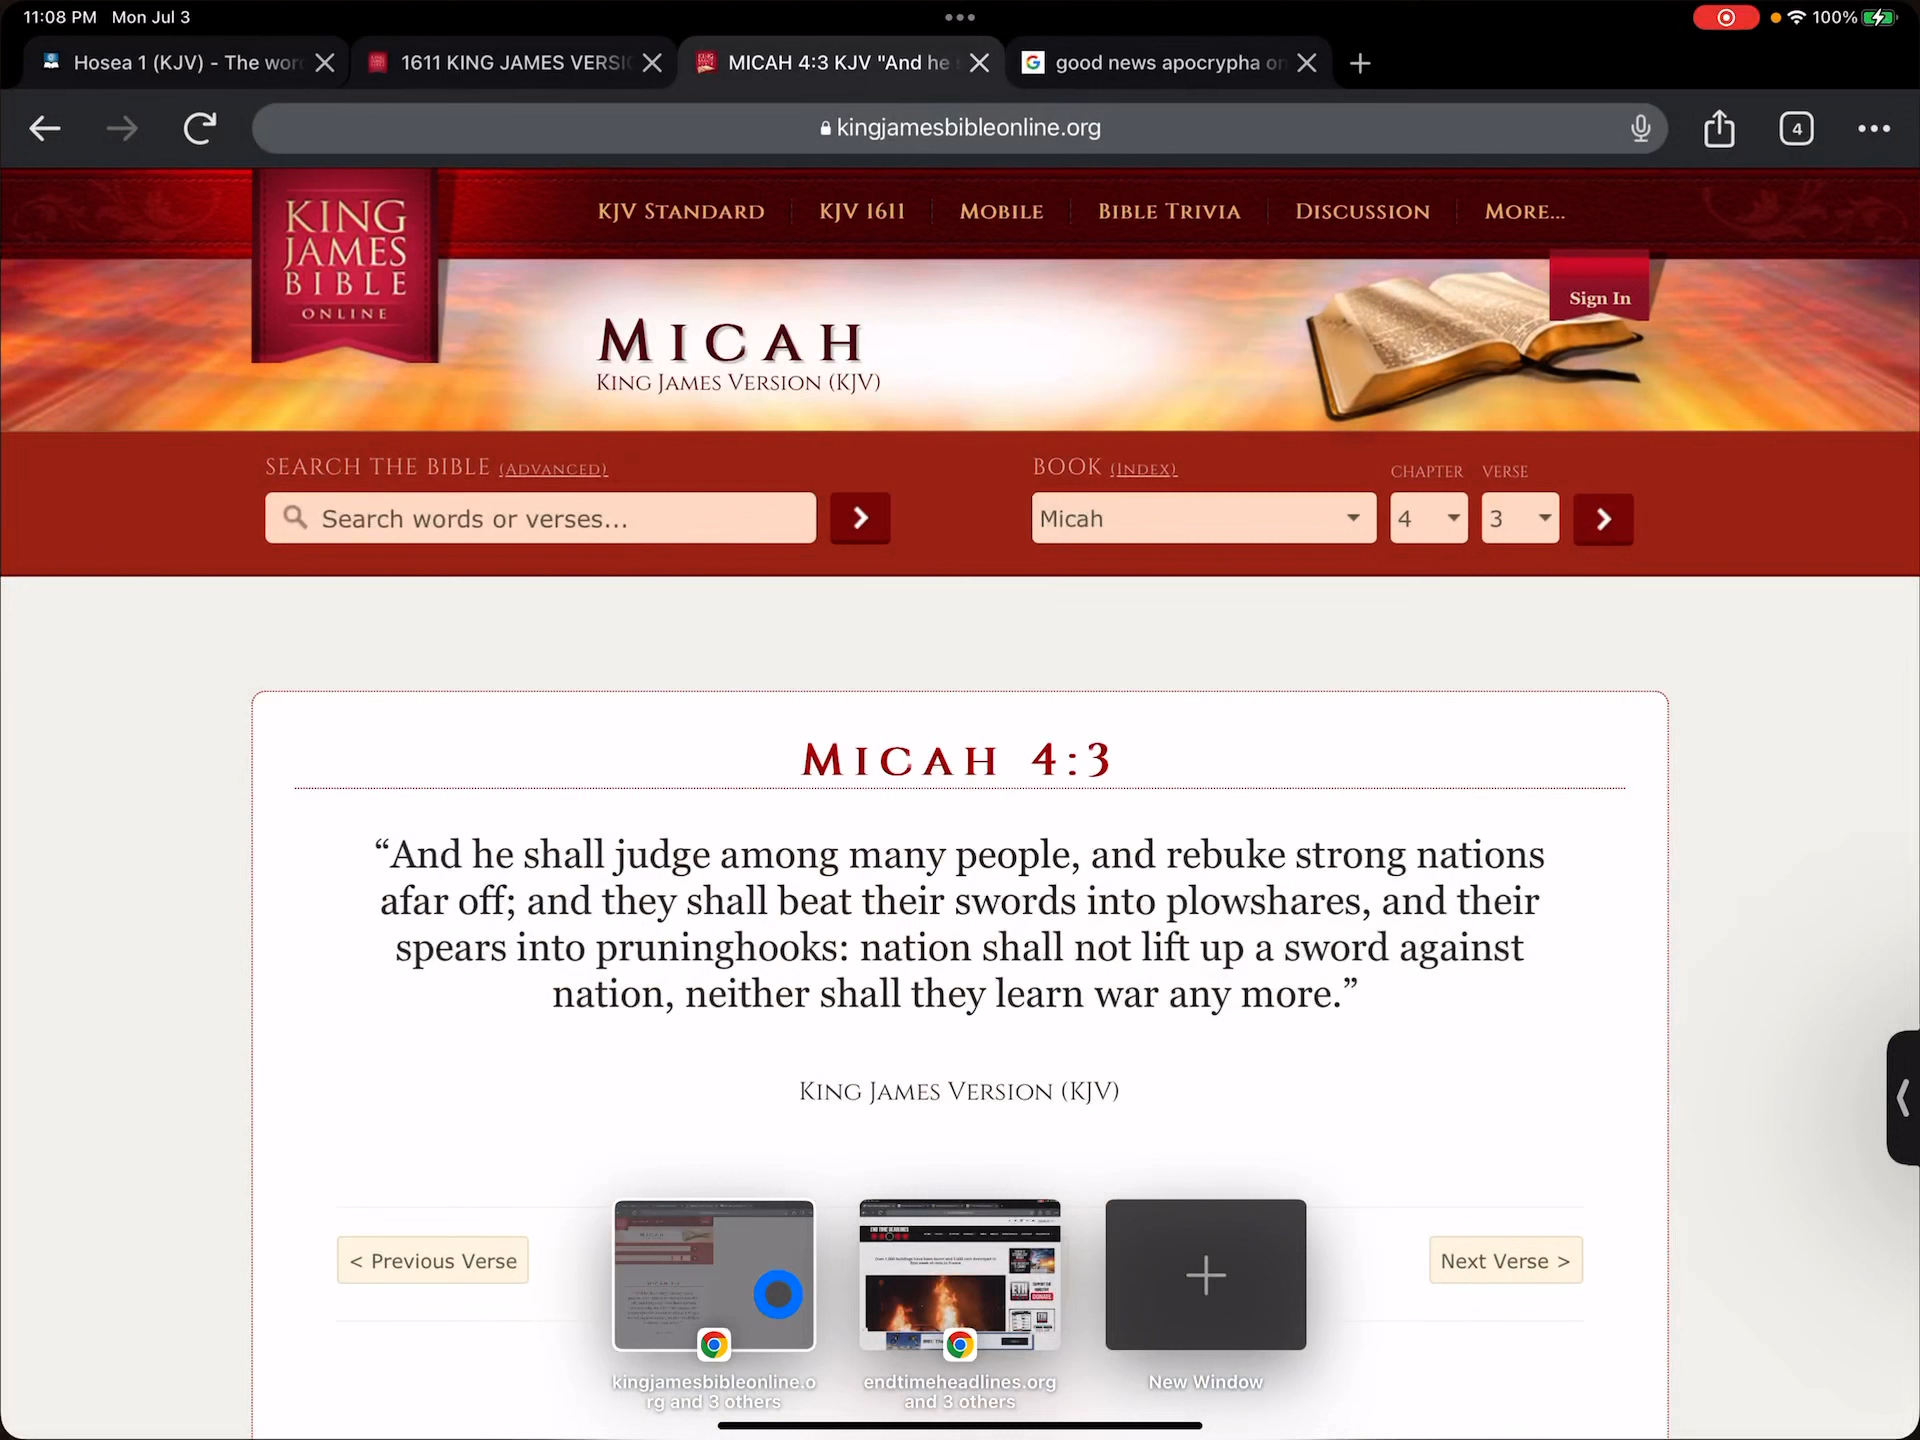 11:08 PM Mon Jul 3
100%
Hosea 1 (KJV) - The wor
1611 KING JAMES VERSI
MICAH 4:3 KJV "And he
good news apocrypha on
kingjamesbibleonline.org
4
KING
JAMES
BIBLE
ONLINE
KJV STANDARD
KJV 1611
MOBILE
BIBLE TRIVIA
DISCUSSION
MORE...
Sign In
MICAH
KING JAMES VERSION (KJV)
SEARCH THE BIBLE (ADVANCED)
BOOK (INDEX)
CHAPTER
VERSE
Search words or verses...
Micah
4
3
MICAH 4:3
“And he shall judge among many people, and rebuke strong nations
afar off; and they shall beat their swords into plowshares, and their
spears into pruninghooks: nation shall not lift up a sword against
nation, neither shall they learn war any more.”
KING JAMES VERSION (KJV)
< Previous Verse
Next Verse >
kingjamesbibleonline.o
rg and 3 others
endtimeheadlines.org
and 3 others
New Window